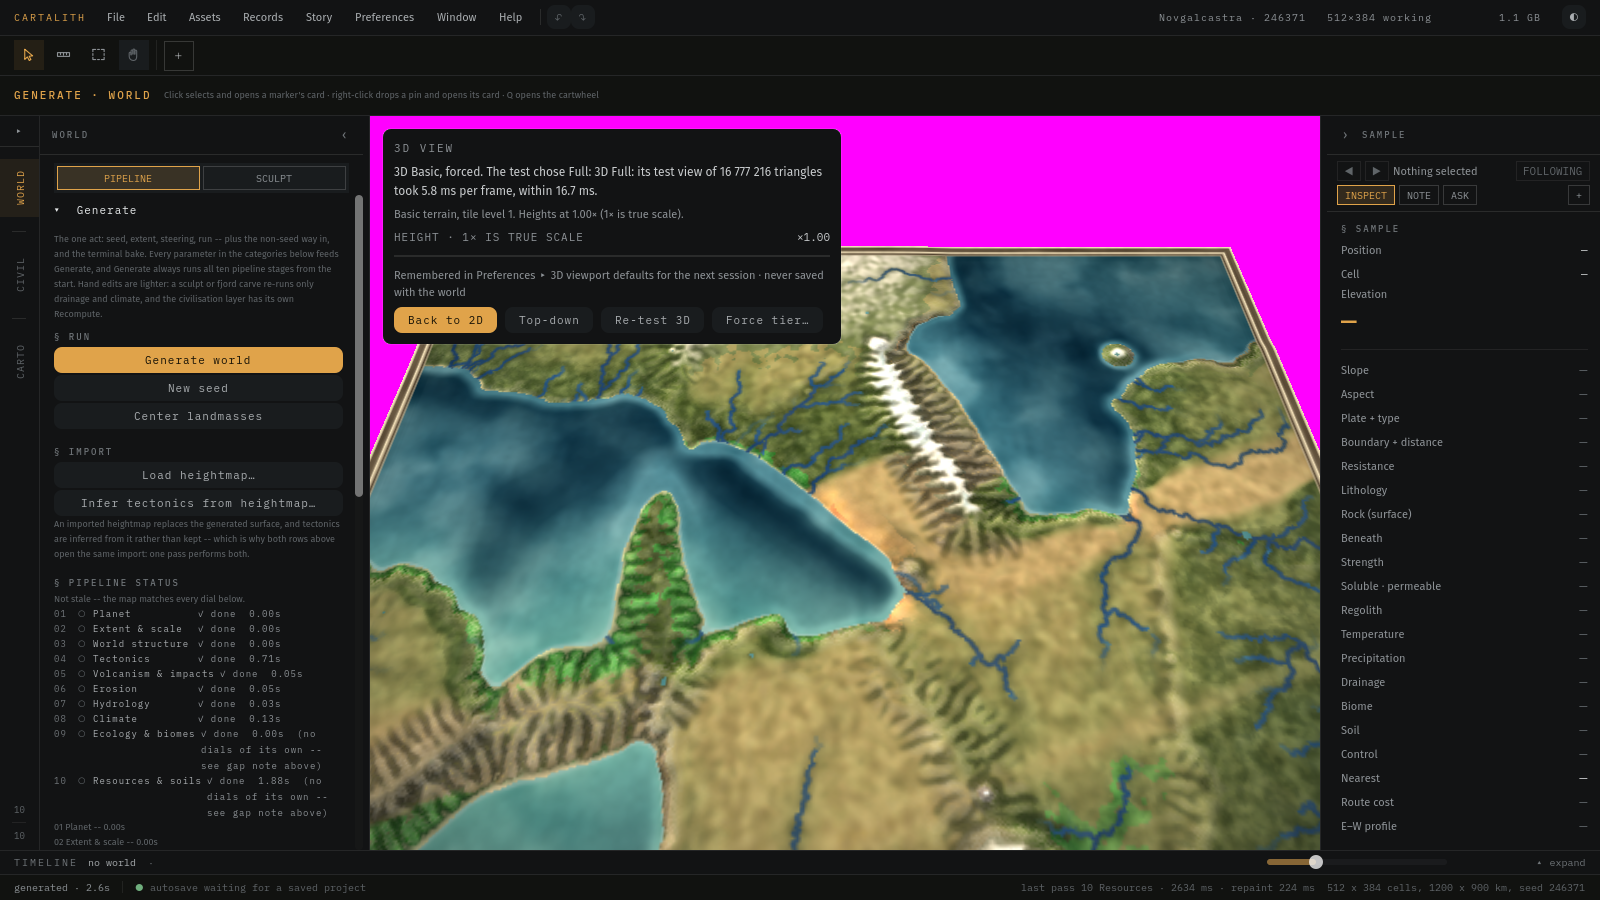 CARTALITH File Edit Assets Records Story Preferences Window Help Novgalcastra · 246371 512×384 working 1.1 GB
+
GENERATE · WORLD Click selects and opens a marker's card · right-click drops a pin and opens its card · Q opens the cartwheel
WORLD
CIVIL
CARTO
10
10
WORLD
PIPELINE SCULPT
Generate
The one act: seed, extent, steering, run -- plus the non-seed way in,
and the terminal bake. Every parameter in the categories below feeds
Generate, and Generate always runs all ten pipeline stages from the
start. Hand edits are lighter: a sculpt or fjord carve re-runs only
drainage and climate, and the civilisation layer has its own
Recompute.
§ RUN
Generate world
New seed
Center landmasses
§ IMPORT
Load heightmap…
Infer tectonics from heightmap…
An imported heightmap replaces the generated surface, and tectonics
are inferred from it rather than kept -- which is why both rows above
open the same import: one pass performs both.
§ PIPELINE STATUS
Not stale -- the map matches every dial below.
01 ○ Planet √ done 0.00s
02 ○ Extent & scale √ done 0.00s
03 ○ World structure √ done 0.00s
04 ○ Tectonics √ done 0.71s
05 ○ Volcanism & impacts √ done 0.05s
06 ○ Erosion √ done 0.05s
07 ○ Hydrology √ done 0.03s
08 ○ Climate √ done 0.13s
09 ○ Ecology & biomes √ done 0.00s (no
dials of its own --
see gap note above)
10 ○ Resources & soils √ done 1.88s (no
dials of its own --
see gap note above)
01 Planet -- 0.00s
02 Extent & scale -- 0.00s
3D VIEW
3D Basic, forced. The test chose Full: 3D Full: its test view of 16 777 216 triangles
took 5.8 ms per frame, within 16.7 ms.
Basic terrain, tile level 1. Heights at 1.00× (1× is true scale).
HEIGHT · 1× IS TRUE SCALE ×1.00
Remembered in Preferences ▸ 3D viewport defaults for the next session · never saved
with the world
Back to 2D Top-down Re-test 3D Force tier…
SAMPLE
Nothing selected FOLLOWING
INSPECT NOTE ASK +
§ SAMPLE
Position —
Cell —
Elevation
—
Slope —
Aspect —
Plate + type —
Boundary + distance —
Resistance —
Lithology —
Rock (surface) —
Beneath —
Strength —
Soluble · permeable —
Regolith —
Temperature —
Precipitation —
Drainage —
Biome —
Soil —
Control —
Nearest —
Route cost —
E–W profile —
TIMELINE no world · expand
generated · 2.6s autosave waiting for a saved project last pass 10 Resources · 2634 ms · repaint 224 ms 512 x 384 cells, 1200 x 900 km, seed 246371